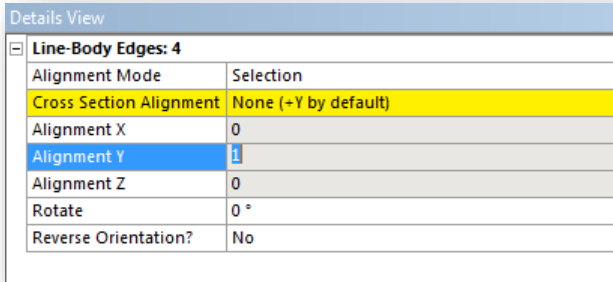 Details View
Line-Body Edges: 4
Alignment Mode Selection
Cross Section Alignment None (+Y by default)
Alignment X 0
Alignment Y 1
Alignment Z 0
Rotate 0 °
Reverse Orientation? No